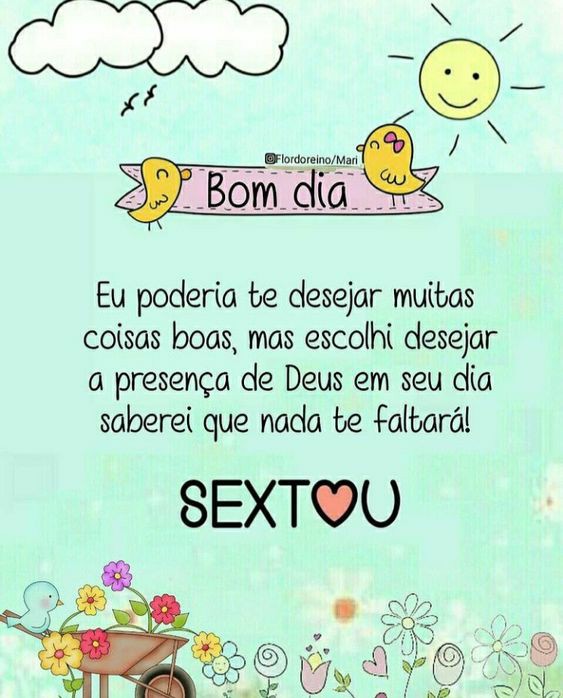 @Flordoreino/Mari
Bom dia
Eu poderia te desejar muitas
coisas boas, mas escolhi desejar
a presença de Deus em seu dia
saberei que nada te faltará!
SEXT♥U